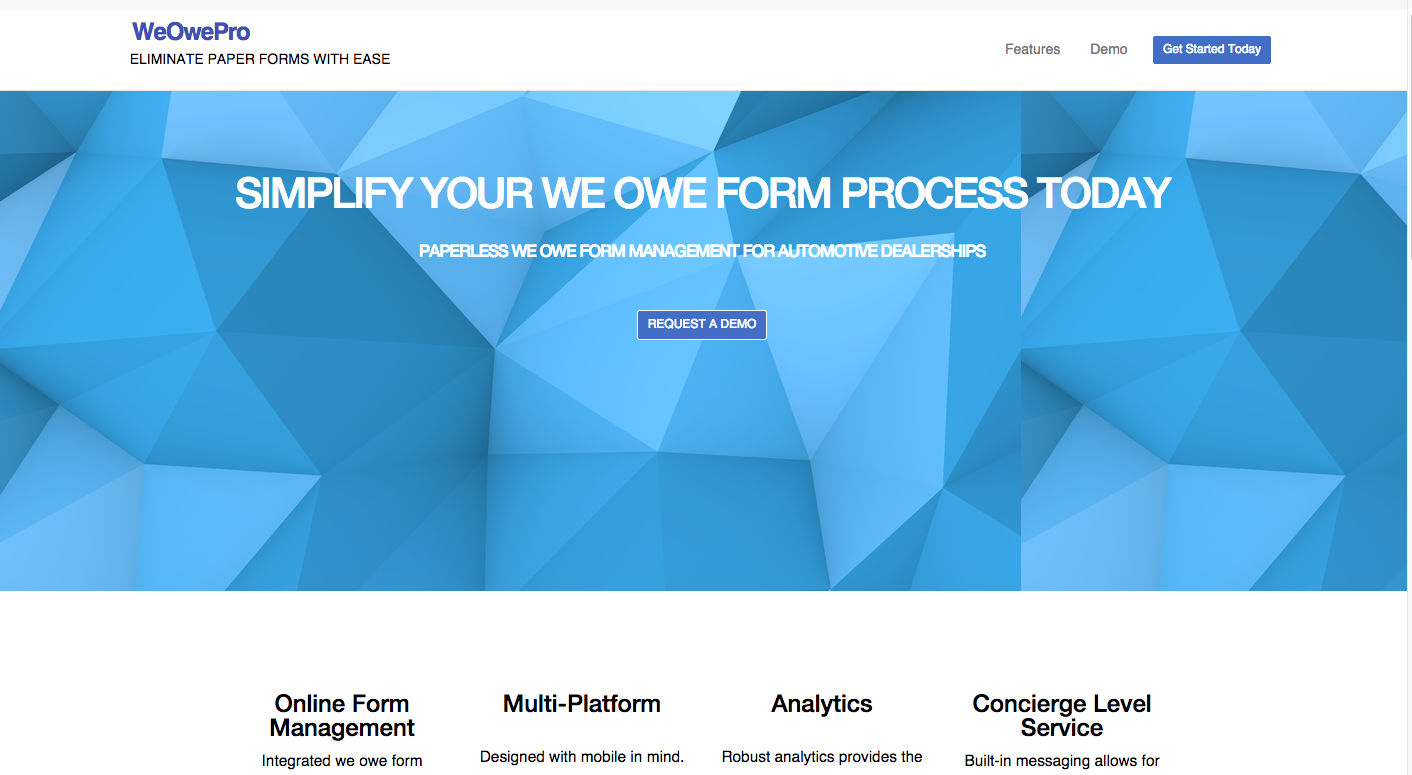 WeOwePro
ELIMINATE PAPER FORMS WITH EASE
Features
Demo
Get Started Today
SIMPLIFY YOUR WE OWE FORM PROCESS TODAY
PAPERLESS WE OWE FORM MANAGEMENT FOR AUTOMOTIVE DEALERSHIPS
REQUEST A DEMO
Online Form
Management
Integrated we owe form
Multi-Platform
Designed with mobile in mind.
Analytics
Robust analytics provides the
Concierge Level
Service
Built-in messaging allows for